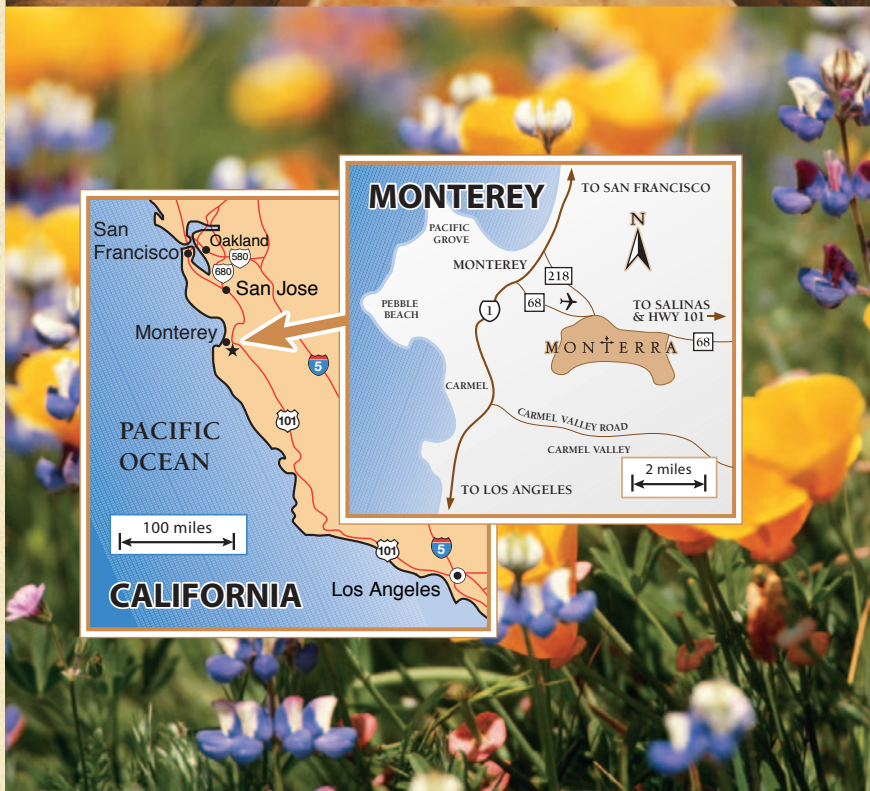 San
Francisco
Oakland
580
680
San Jose
Monterey
5
101
PACIFIC
OCEAN
100 miles
101
5
CALIFORNIA
Los Angeles
MONTEREY
TO SAN FRANCISCO
N
PACIFIC
GROVE
MONTEREY
218
68
1
PEBBLE
BEACH
TO SALINAS
& HWY 101
MONTERRA
68
CARMEL
CARMEL VALLEY ROAD
CARMEL VALLEY
2 miles
TO LOS ANGELES